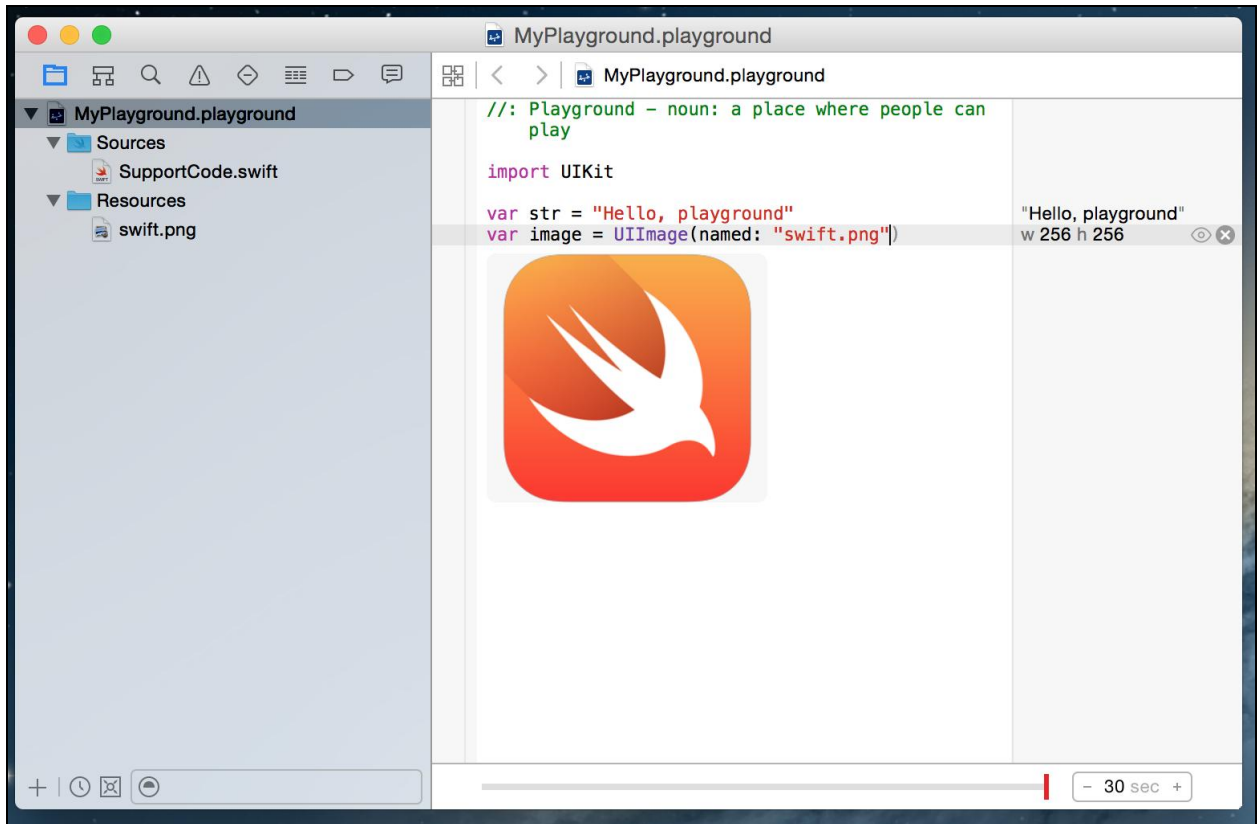 MyPlayground.playground
MyPlayground.playground
MyPlayground.playground
Sources
SupportCode.swift
Resources
swift.png
//: Playground – noun: a place where people can
play
import UIKit
var str = "Hello, playground"
"Hello, playground"
var image = UIImage(named: "swift.png")
w 256 h 256
- 30 sec +